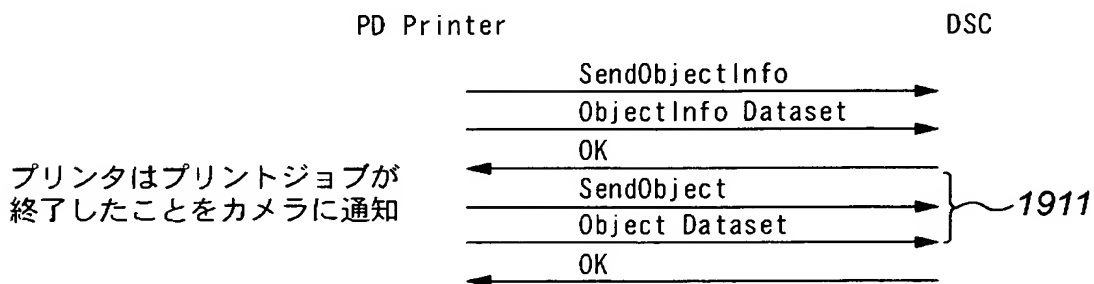 PD Printer DSC
SendObjectInfo
ObjectInfo Dataset
OK
プリンタはプリントジョブが
終了したことをカメラに通知
SendObject
Object Dataset
OK
1911